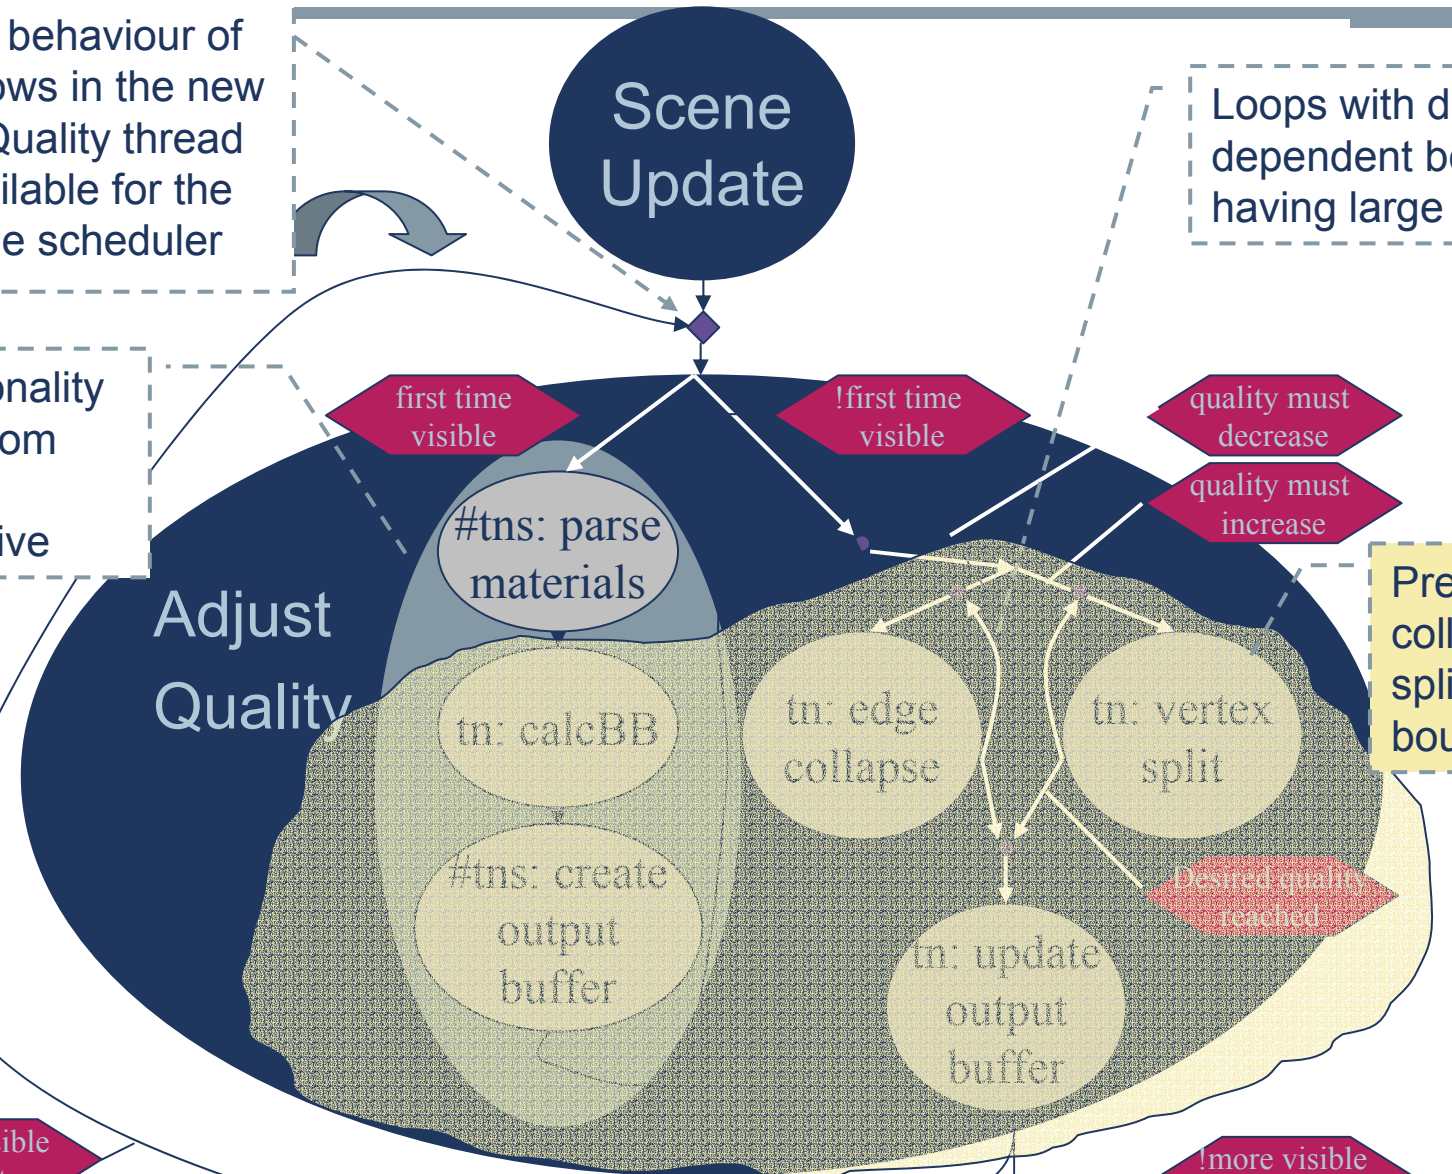 behaviour of
ows in the new
Quality thread
ilable for the
e scheduler
Scene
Update
Loops with d
dependent be
having large
onality
om
ive
first time
visible
!first time
visible
quality must
decrease
quality must
increase
#tns: parse
materials
Adjust
Quality
tn: calcBB
tn: edge
collapse
tn: vertex
split
Pre
coll
spli
bou
#tns: create
output
buffer
Desired quality
reached
tn: update
output
buffer
ible
!more visible